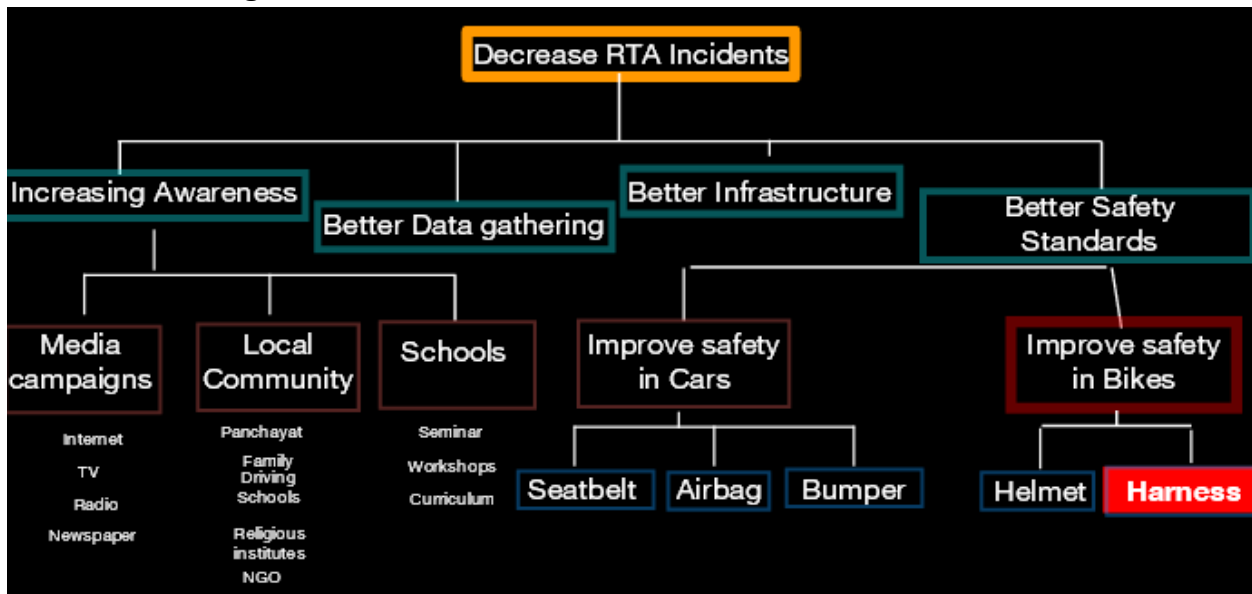 Decrease RTA Incidents
Increasing Awareness
Better Data gathering
Better Infrastructure
Better Safety
Standards
Media
campaigns
Local
Community
Schools
Improve safety
in Cars
Improve safety
in Bikes
Internet
TV
Radio
Newspaper
Panchayat
Family
Driving
Schools
Religious
institutes
NGO
Seminar
Workshops
Curriculum
Seatbelt
Airbag
Bumper
Helmet
Harness